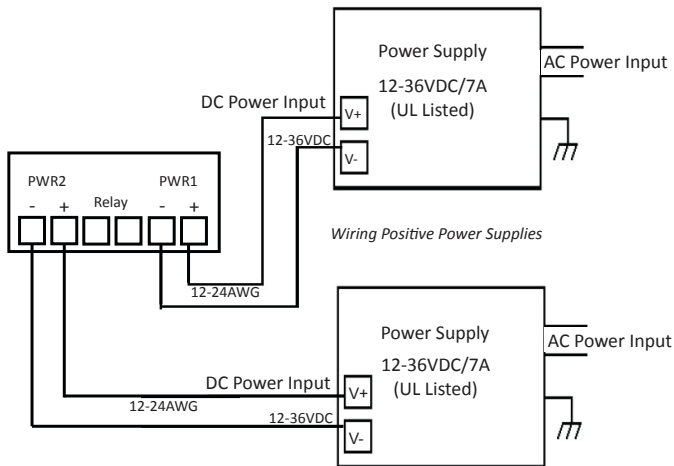 Power Supply
12-36VDC/7A
(UL Listed)
AC Power Input
DC Power Input
V+
12-36VDC
V-
PWR2
PWR1
Relay
- +
- +
Wiring Positive Power Supplies
12-24AWG
Power Supply
12-36VDC/7A
(UL Listed)
AC Power Input
DC Power Input
V+
12-24AWG
12-36VDC
V-